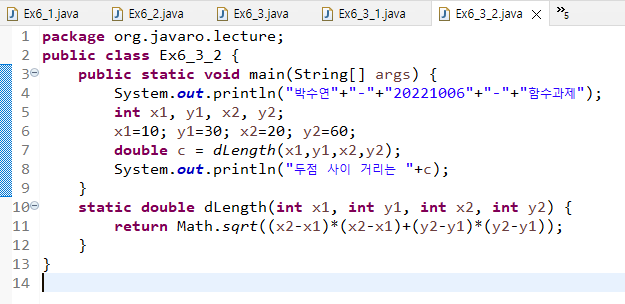 Ex6_1.java Ex6_2.java Ex6_3.java Ex6_3_1.java Ex6_3_2.java »5
1 package org.javaro.lecture;
2 public class Ex6_3_2 {
3 public static void main(String[] args) {
4 System.out.println("박수연"+"-"+"20221006"+"-"+"함수과제");
5 int x1, y1, x2, y2;
6 x1=10; y1=30; x2=20; y2=60;
7 double c = dLength(x1,y1,x2,y2);
8 System.out.println("두점 사이 거리는 "+c);
9 }
10 static double dLength(int x1, int y1, int x2, int y2) {
11 return Math.sqrt((x2-x1)*(x2-x1)+(y2-y1)*(y2-y1));
12 }
13 }
14